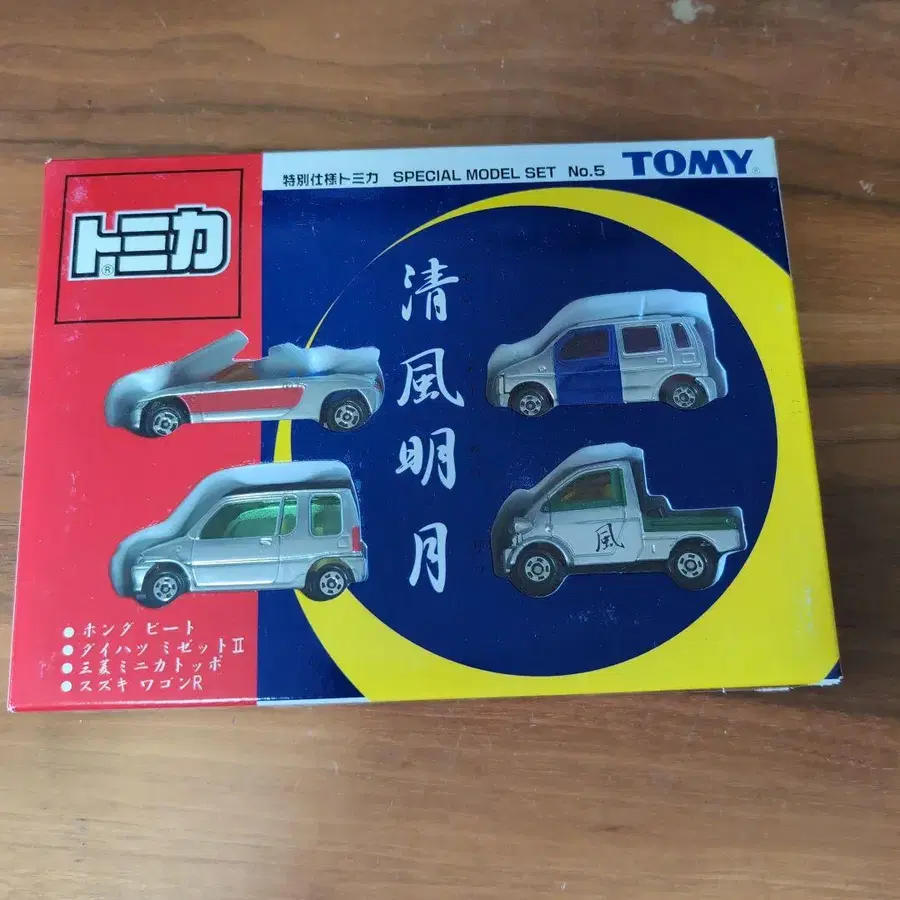 特別仕様トミカ SPECIAL MODEL SET No.5 TOMY®
トミカ®
清風明月
風
● ホンダ ビート
● ダイハツ ミゼットⅡ
● 三菱ミニカトッポ
● スズキ ワゴンR